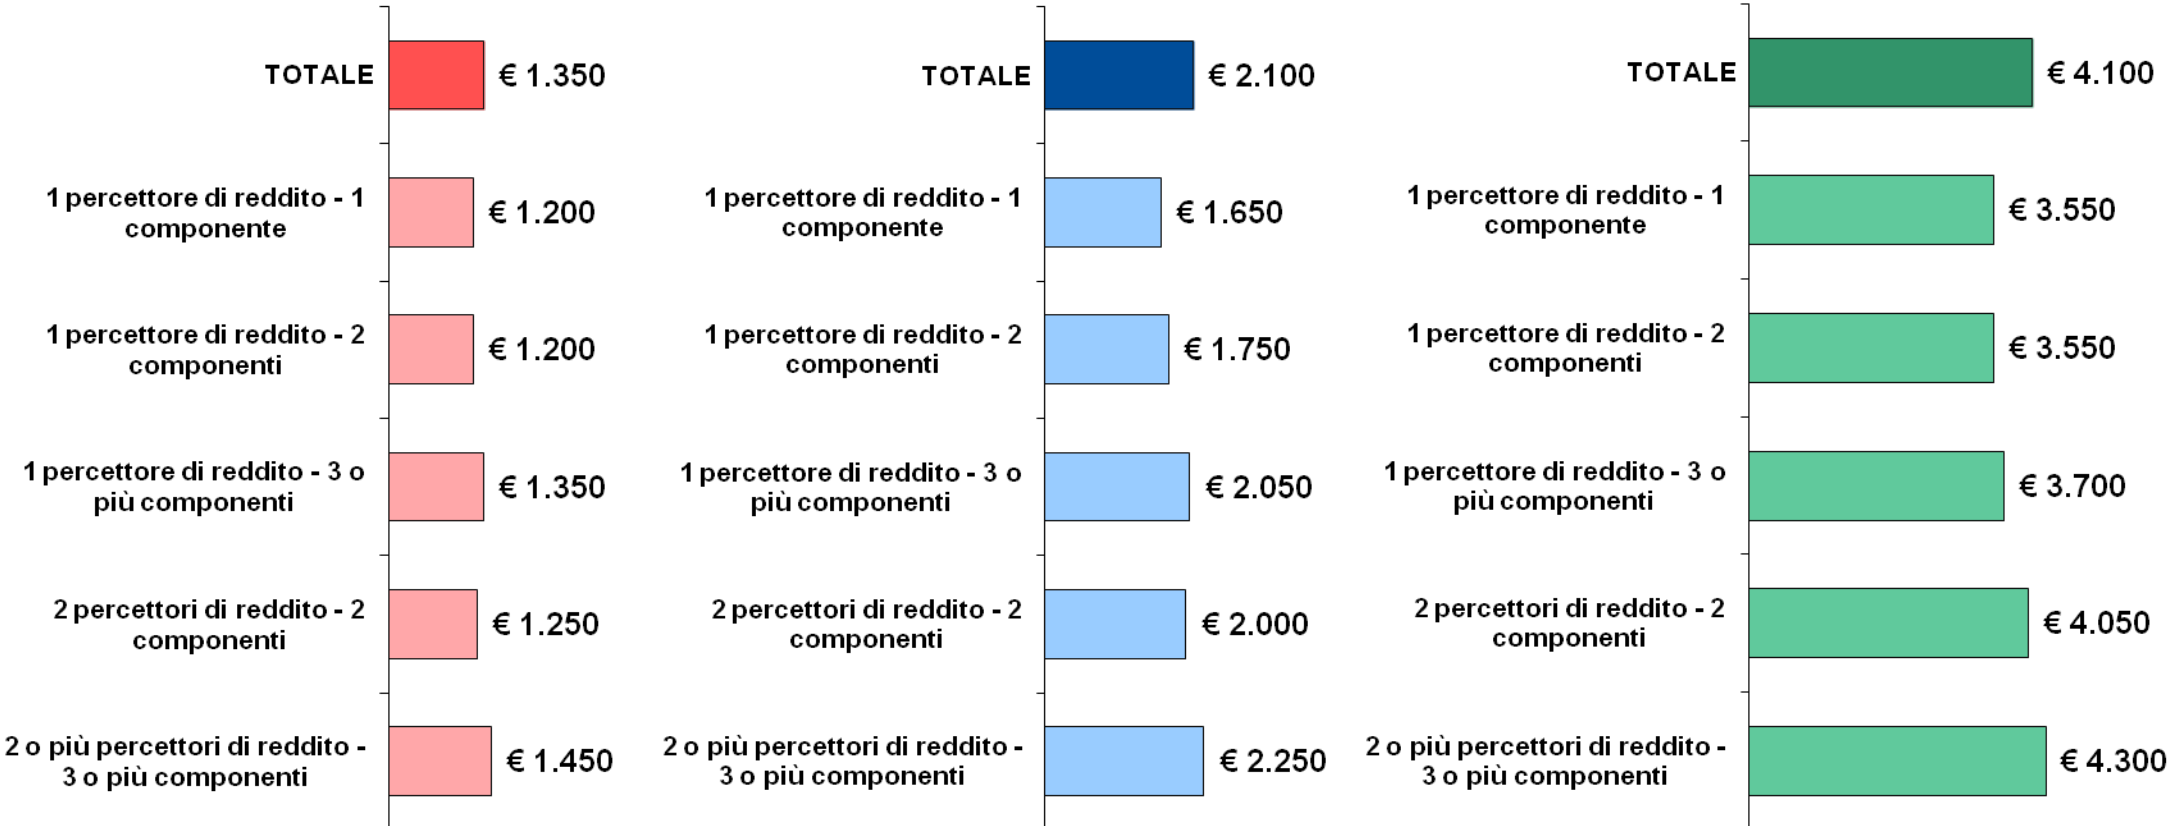 TOTALE
€ 1.350
1 percettore di reddito - 1
componente
€ 1.200
1 percettore di reddito - 2
componenti
€ 1.200
1 percettore di reddito - 3 o
più componenti
€ 1.350
2 percettori di reddito - 2
componenti
€ 1.250
2 o più percettori di reddito -
3 o più componenti
€ 1.450
TOTALE
€ 2.100
1 percettore di reddito - 1
componente
€ 1.650
1 percettore di reddito - 2
componenti
€ 1.750
1 percettore di reddito - 3 o
più componenti
€ 2.050
2 percettori di reddito - 2
componenti
€ 2.000
2 o più percettori di reddito -
3 o più componenti
€ 2.250
TOTALE
€ 4.100
1 percettore di reddito - 1
componente
€ 3.550
1 percettore di reddito - 2
componenti
€ 3.550
1 percettore di reddito - 3 o
più componenti
€ 3.700
2 percettori di reddito - 2
componenti
€ 4.050
2 o più percettori di reddito -
3 o più componenti
€ 4.300